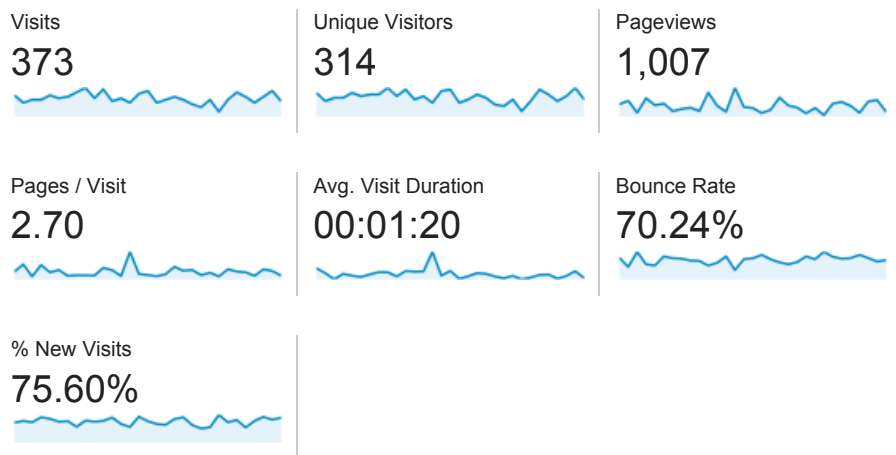 Visits
373
Unique Visitors
314
Pageviews
1,007
Pages / Visit
2.70
Avg. Visit Duration
00:01:20
Bounce Rate
70.24%
% New Visits
75.60%